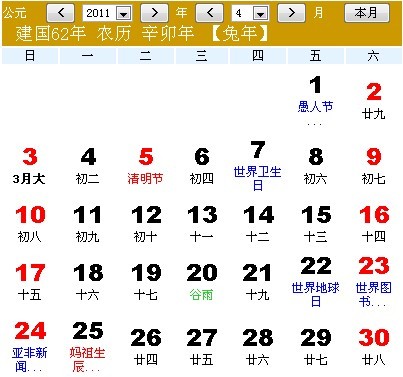 公元 < 2011 > 年 < 4 > 月 本月
建国62年 农历 辛卯年 【兔年】
日 一 二 三 四 五 六
1 2
愚人节... 廿九
3 4 5 6 7 8 9
3月大 初二 清明节 初四 世界卫生日 初六 初七
10 11 12 13 14 15 16
初八 初九 初十 十一 十二 十三 十四
17 18 19 20 21 22 23
十五 十六 十七 谷雨 十九 世界地球日 世界图书...
24 25 26 27 28 29 30
亚非新闻... 妈祖生辰... 廿四 廿五 廿六 廿七 廿八